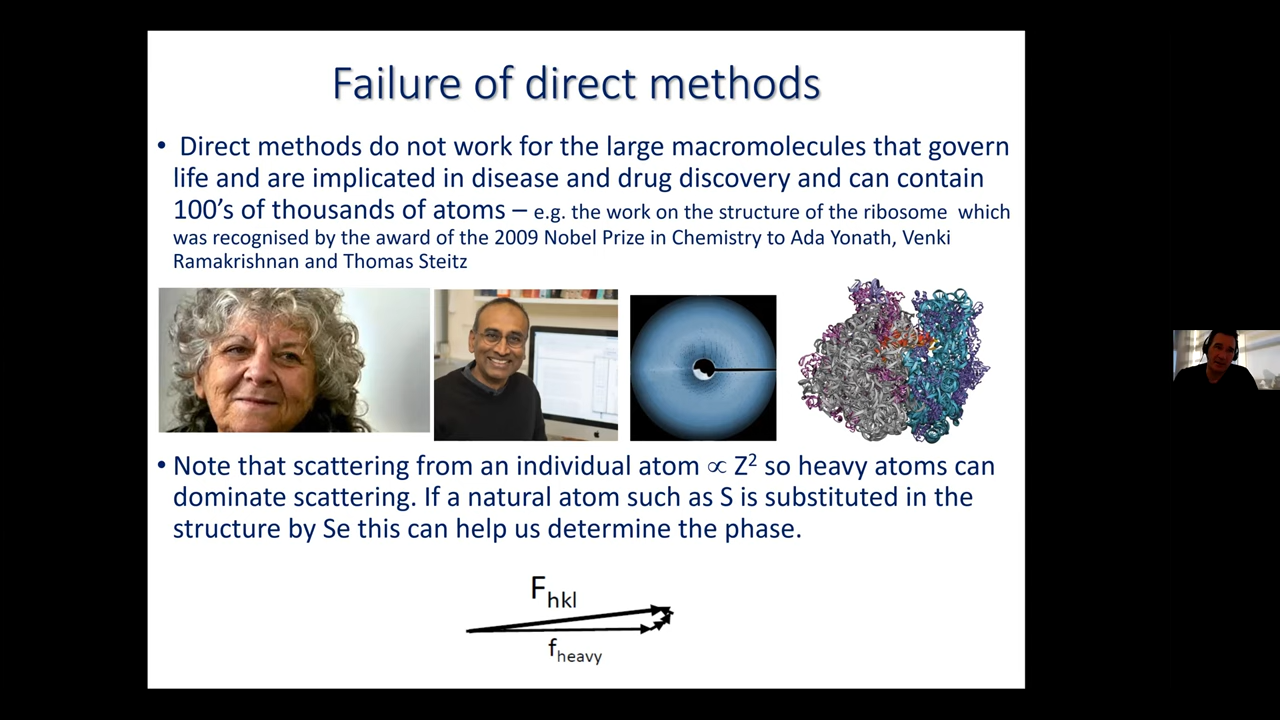 Failure of direct methods
• Direct methods do not work for the large macromolecules that govern
life and are implicated in disease and drug discovery and can contain
100’s of thousands of atoms – e.g. the work on the structure of the ribosome which
was recognised by the award of the 2009 Nobel Prize in Chemistry to Ada Yonath, Venki
Ramakrishnan and Thomas Steitz
• Note that scattering from an individual atom ∝ Z² so heavy atoms can
dominate scattering. If a natural atom such as S is substituted in the
structure by Se this can help us determine the phase.
Fhkl
fheavy